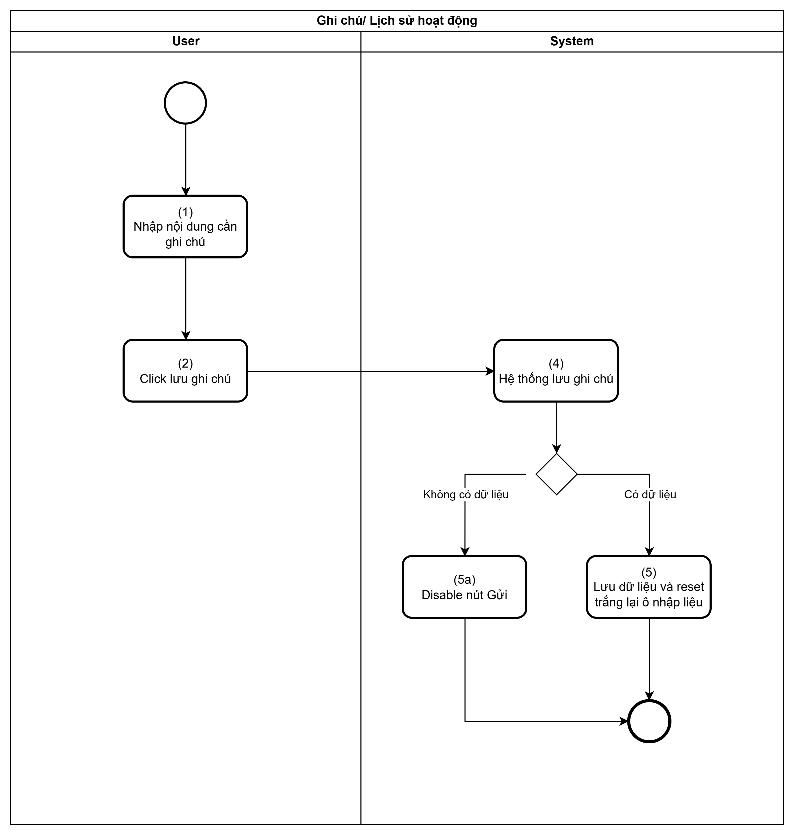 Ghi chú/ Lịch sử hoạt động
User
System
(1)
Nhập nội dung cần
ghi chú
(2)
Click lưu ghi chú
(4)
Hệ thống lưu ghi chú
Không có dữ liệu
Có dữ liệu
(5a)
Disable nút Gửi
(5)
Lưu dữ liệu và reset
trắng lại ô nhập liệu